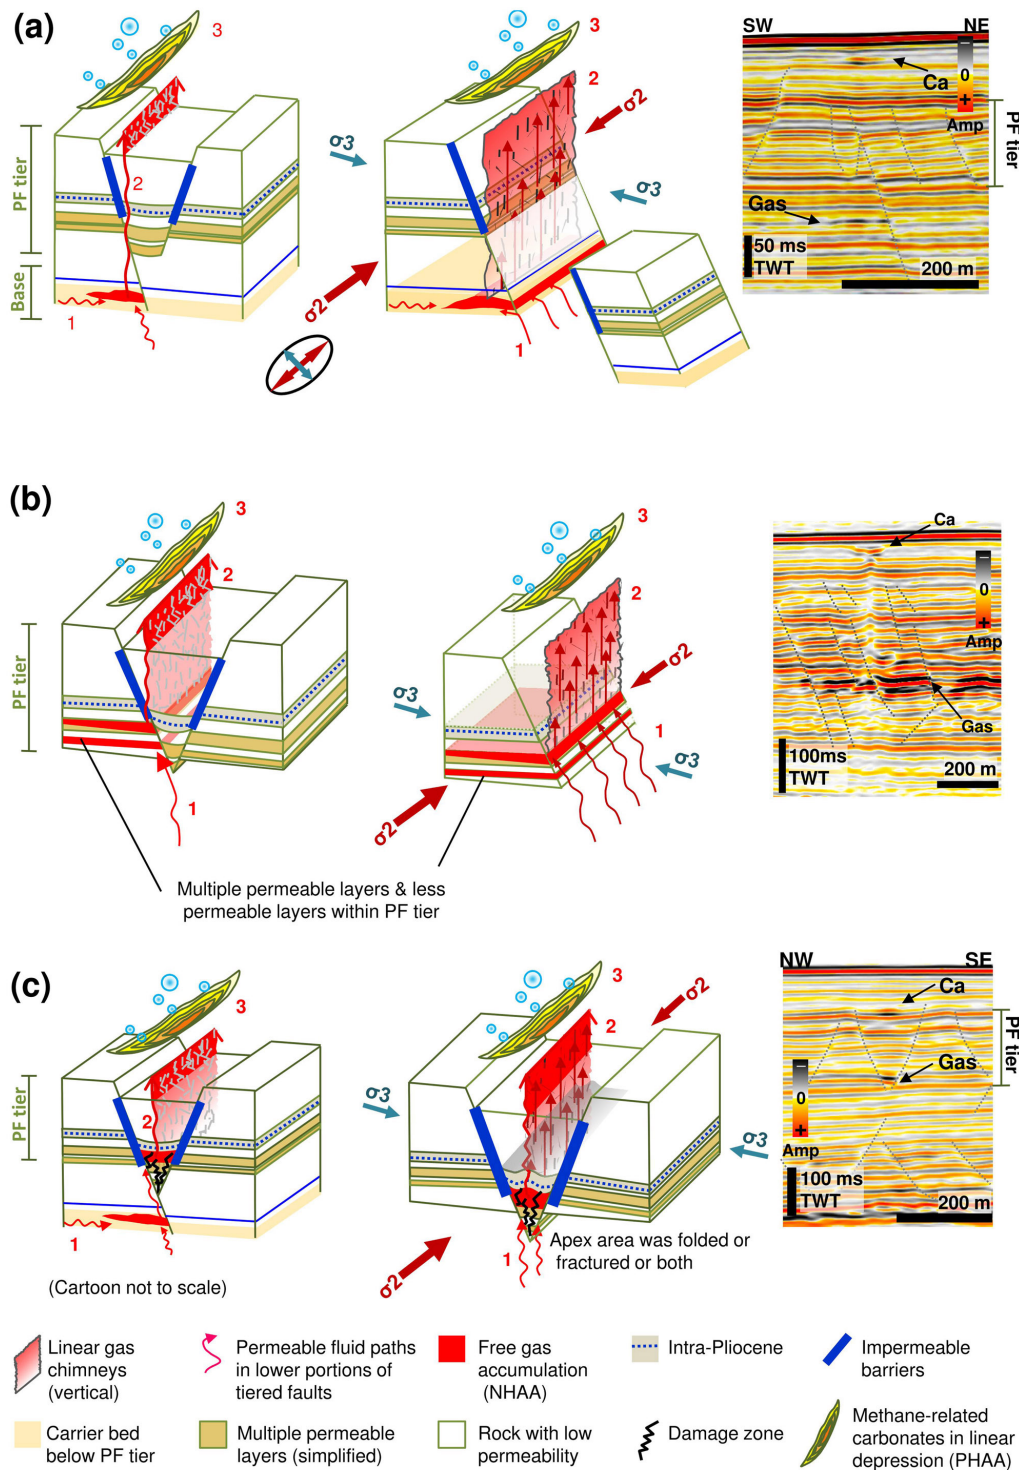 (a)
3
2
PF tier
Base
1
3
2
σ2
σ3
σ3
σ2
1
SW
NE
Ca
0
+
Amp
PF tier
Gas
50 ms
TWT
200 m
(b)
3
2
PF tier
1
3
2
σ2
σ3
1
σ3
σ2
Multiple permeable layers & less
permeable layers within PF tier
Ca
0
+
Amp
Gas
100ms
TWT
200 m
(c)
3
2
PF tier
1
(Cartoon not to scale)
3
2
σ2
σ3
σ3
1
σ2
Apex area was folded or
fractured or both
NW
SE
Ca
PF tier
Gas
0
+
Amp
100 ms
TWT
200 m
Linear gas
chimneys
(vertical)
Permeable fluid paths
in lower portions of
tiered faults
Free gas
accumulation
(NHAA)
Intra-Pliocene
Impermeable
barriers
Carrier bed
below PF tier
Multiple permeable
layers (simplified)
Rock with low
permeability
Damage zone
Methane-related
carbonates in linear
depression (PHAA)